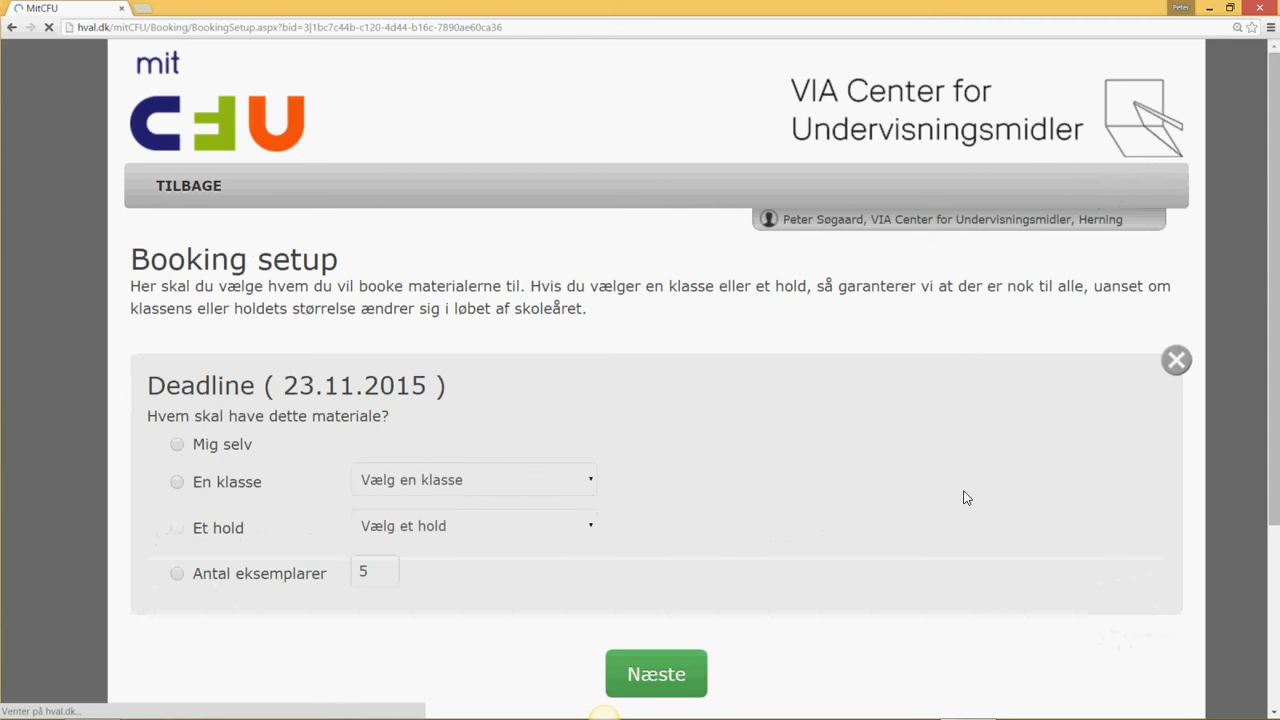 MitCFU
Peter
hval.dk/mitCFU/Booking/BookingSetup.aspx?bid=3|1bc7c44b-c120-4d44-b16c-7890ae60ca36
mit
CFU
VIA Center for
Undervisningsmidler
TILBAGE
Peter Søgaard, VIA Center for Undervisningsmidler, Herning
Booking setup
Her skal du vælge hvem du vil booke materialerne til. Hvis du vælger en klasse eller et hold, så garanterer vi at der er nok til alle, uanset om
klassens eller holdets størrelse ændrer sig i løbet af skoleåret.
Deadline ( 23.11.2015 )
Hvem skal have dette materiale?
Mig selv
En klasse Vælg en klasse
Et hold Vælg et hold
Antal eksemplarer 5
Næste
Venter på hval.dk...